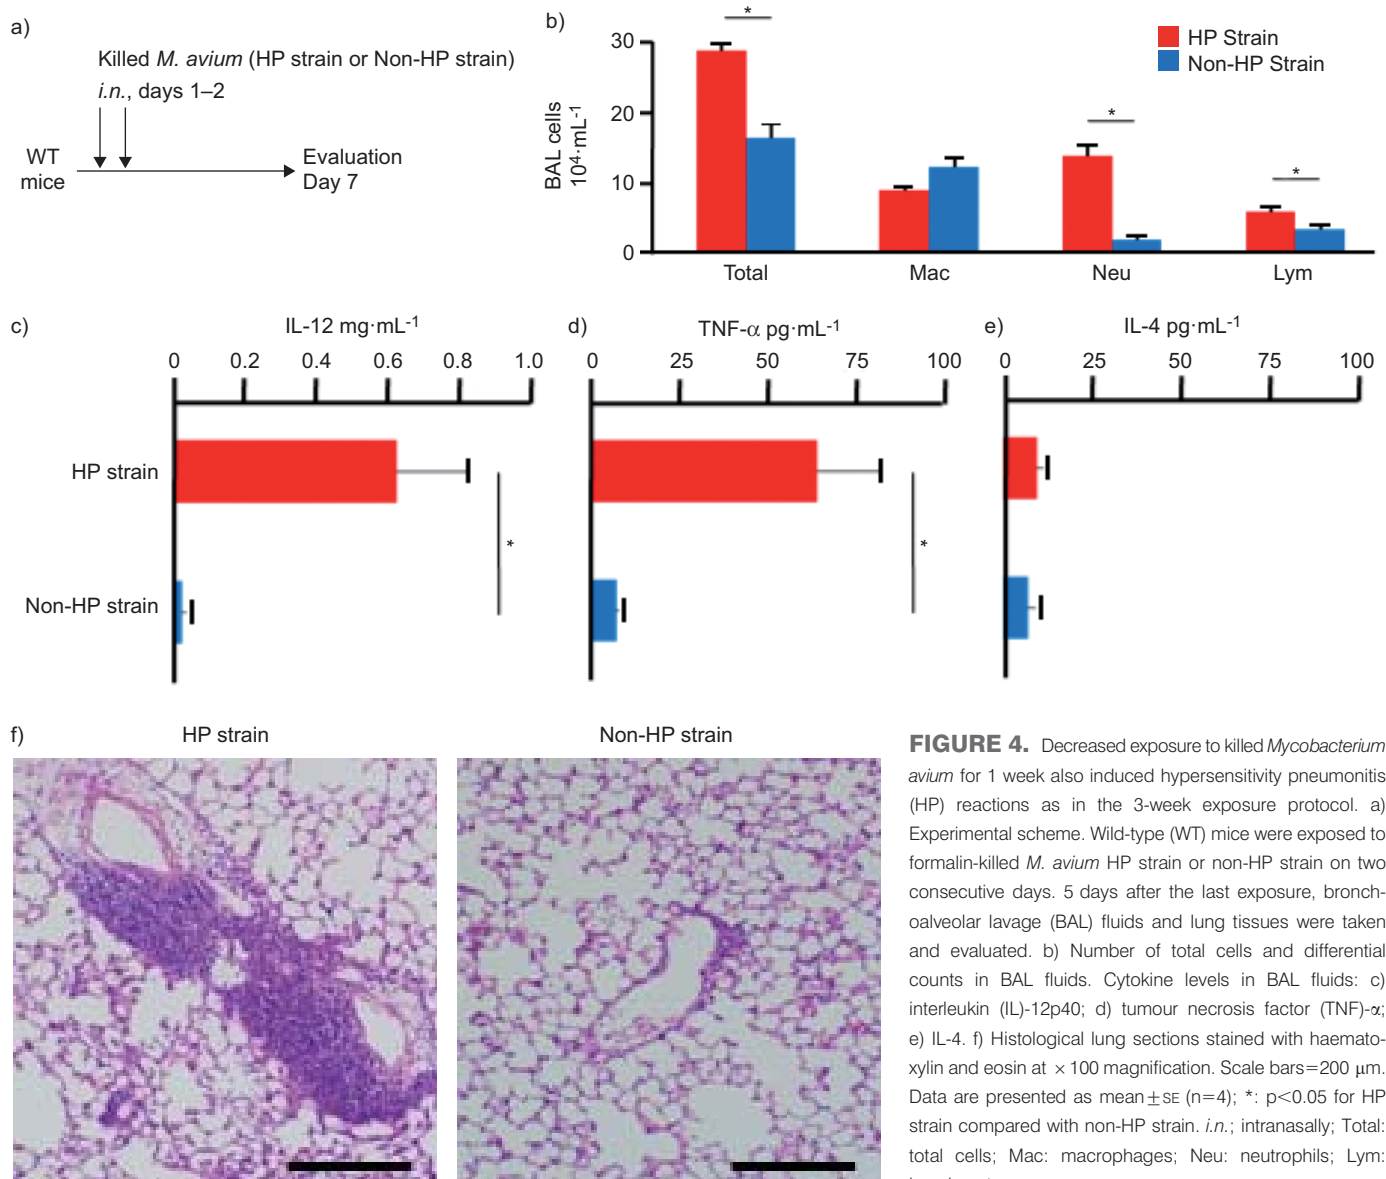 a)
Killed M. avium (HP strain or Non-HP strain)
i.n., days 1–2
WT
mice
Evaluation
Day 7
b)
BAL cells
10⁴·mL⁻¹
30
20
10
0
*
*
*
HP Strain
Non-HP Strain
Total Mac Neu Lym
c)
IL-12 mg·mL⁻¹
0 0.2 0.4 0.6 0.8 1.0
HP strain
Non-HP strain
*
d)
TNF-α pg·mL⁻¹
0 25 50 75 100
*
e)
IL-4 pg·mL⁻¹
0 25 50 75 100
f)
HP strain
Non-HP strain
FIGURE 4. Decreased exposure to killed Mycobacterium
avium for 1 week also induced hypersensitivity pneumonitis
(HP) reactions as in the 3-week exposure protocol. a)
Experimental scheme. Wild-type (WT) mice were exposed to
formalin-killed M. avium HP strain or non-HP strain on two
consecutive days. 5 days after the last exposure, bronch-
oalveolar lavage (BAL) fluids and lung tissues were taken
and evaluated. b) Number of total cells and differential
counts in BAL fluids. Cytokine levels in BAL fluids: c)
interleukin (IL)-12p40; d) tumour necrosis factor (TNF)-α;
e) IL-4. f) Histological lung sections stained with haemato-
xylin and eosin at ×100 magnification. Scale bars=200 μm.
Data are presented as mean±SE (n=4); *: p<0.05 for HP
strain compared with non-HP strain. i.n.; intranasally; Total:
total cells; Mac: macrophages; Neu: neutrophils; Lym: